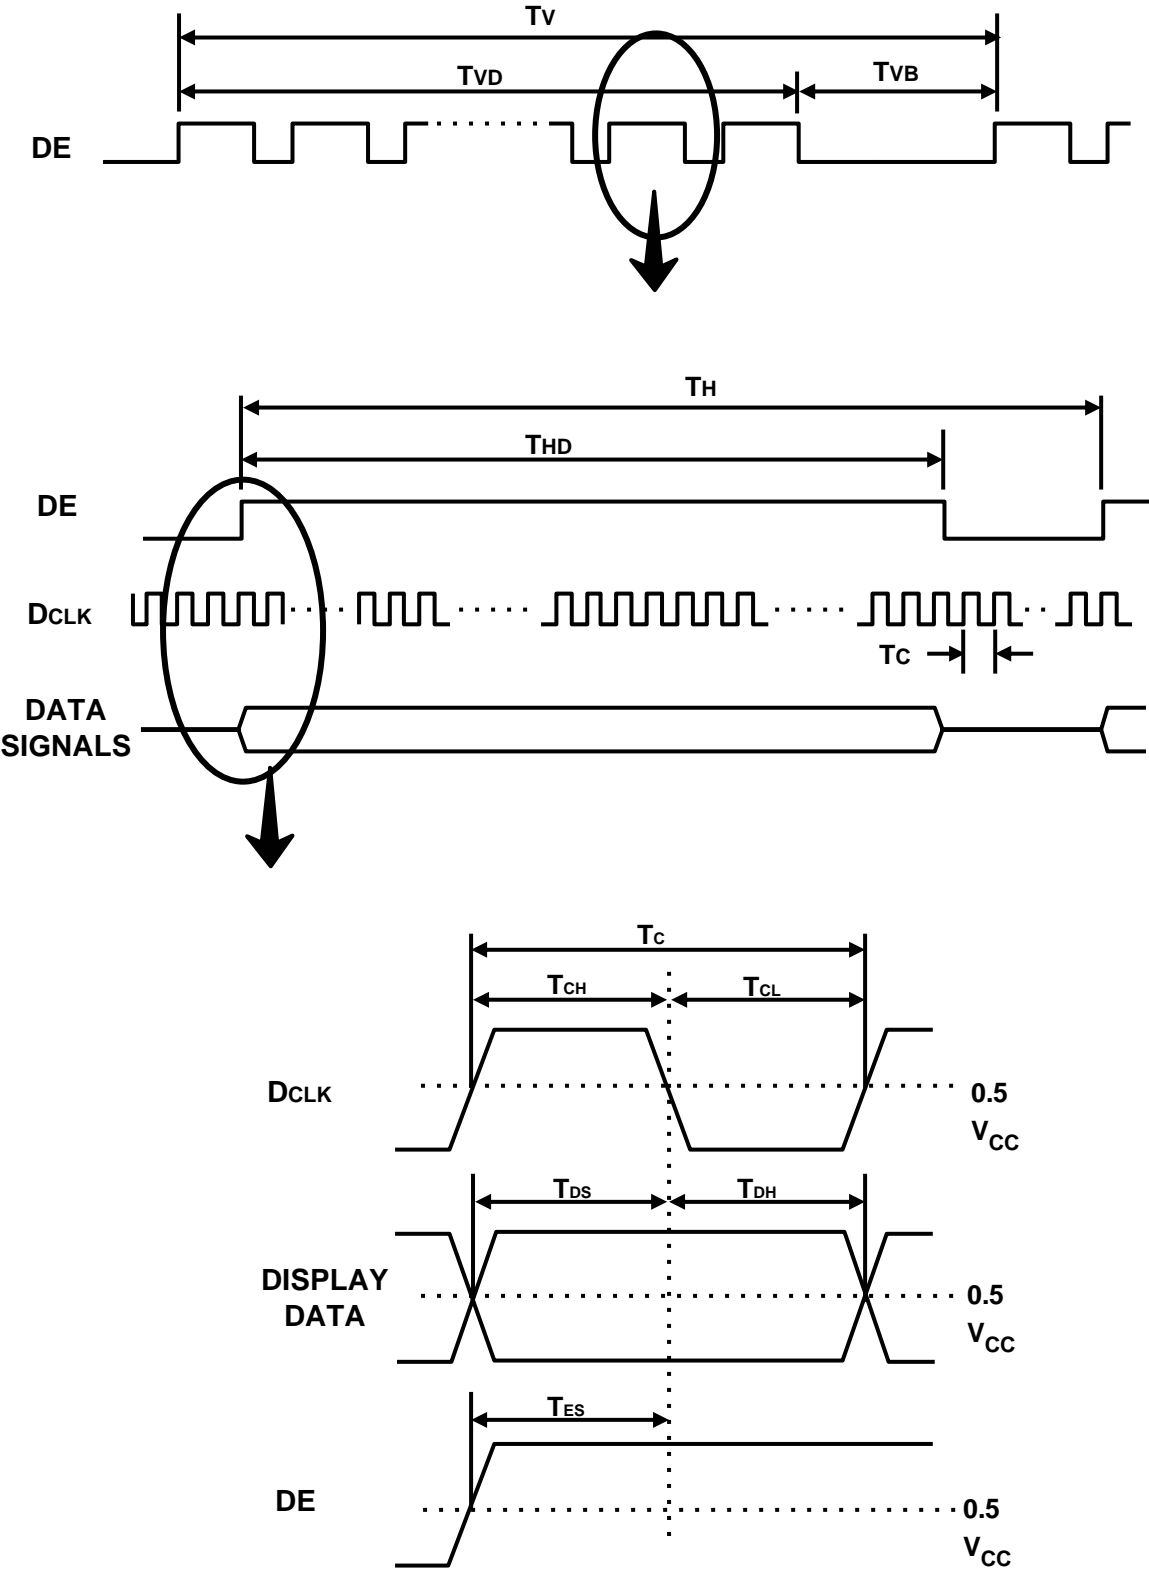 TV
TVD
TVB
DE
TH
THD
DE
DCLK
TC
DATA
SIGNALS
TC
TCH
TCL
DCLK
0.5
VCC
TDS
TDH
DISPLAY
DATA
0.5
VCC
TES
DE
0.5
VCC